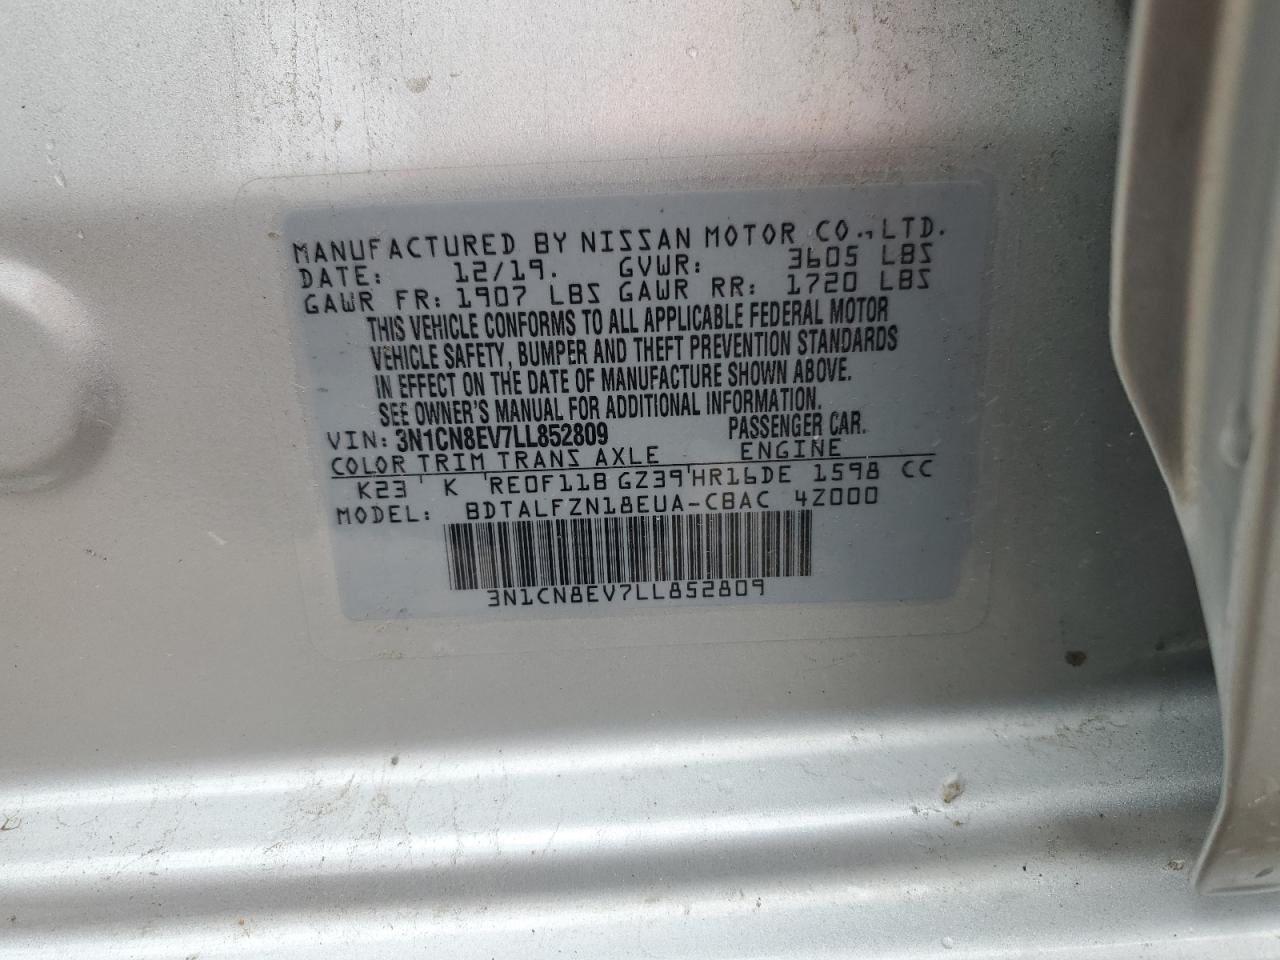 MANUFACTURED BY NISSAN MOTOR CO., LTD.
DATE: 12/19. GVWR: 3605 LBS
GAWR FR: 1907 LBS GAWR RR: 1720 LBS
THIS VEHICLE CONFORMS TO ALL APPLICABLE FEDERAL MOTOR
VEHICLE SAFETY, BUMPER AND THEFT PREVENTION STANDARDS
IN EFFECT ON THE DATE OF MANUFACTURE SHOWN ABOVE.
SEE OWNER'S MANUAL FOR ADDITIONAL INFORMATION.
VIN: 3N1CN8EV7LL852809 PASSENGER CAR.
COLOR TRIM TRANS AXLE ENGINE
K23 ' K 'RE0F11B GZ39'HR16DE 1598 CC
MODEL: BDTALFZN18EUA-CBAC 4Z000
3N1CN8EV7LL852809